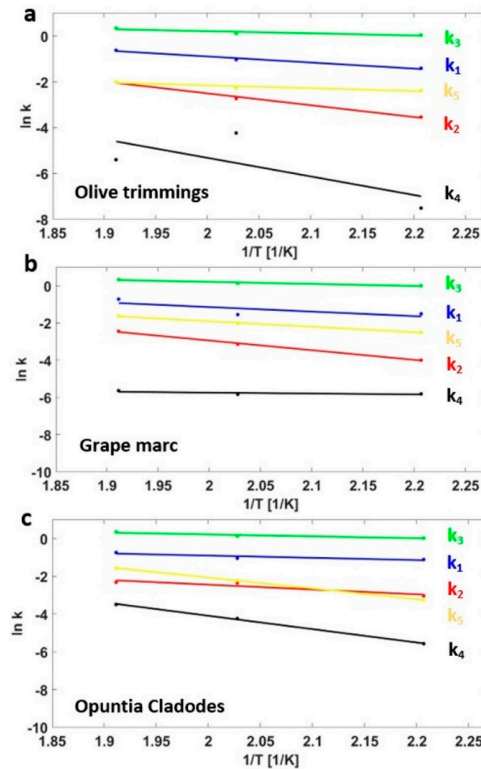 a
0
-2
-4
-6
-8
ln k
k3
k1
k5
k2
k4
Olive trimmings
1.85 1.9 1.95 2 2.05 2.1 2.15 2.2 2.25
1/T [1/K]
b
0
-2
-4
-6
-8
-10
ln k
k3
k1
k5
k2
k4
Grape marc
1.85 1.9 1.95 2 2.05 2.1 2.15 2.2 2.25
1/T [1/K]
c
0
-2
-4
-6
-8
-10
ln k
k3
k1
k2
k5
k4
Opuntia Cladodes
1.85 1.9 1.95 2 2.05 2.1 2.15 2.2 2.25
1/T [1/K]